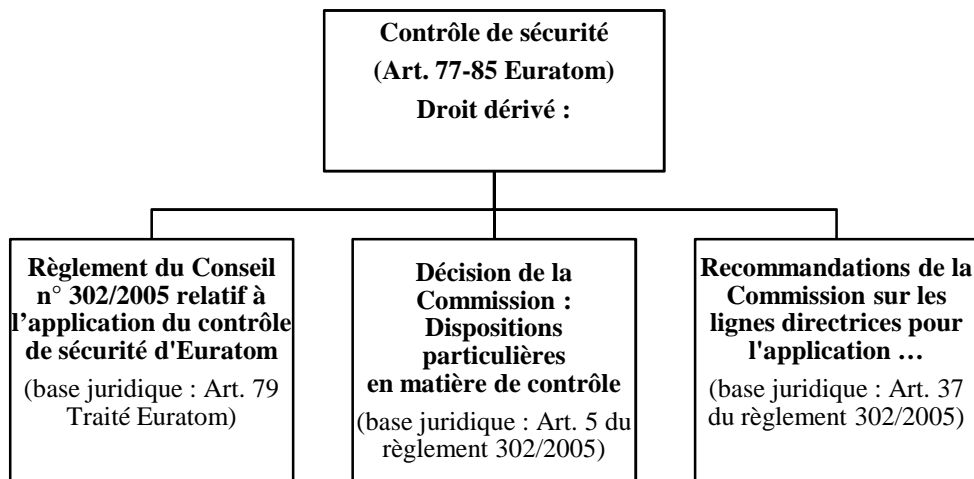 Contrôle de sécurité
(Art. 77-85 Euratom)
Droit dérivé :
Règlement du Conseil
n° 302/2005 relatif à
l’application du contrôle
de sécurité d'Euratom
(base juridique : Art. 79
Traité Euratom)
Décision de la
Commission :
Dispositions
particulières
en matière de contrôle
(base juridique : Art. 5 du
règlement 302/2005)
Recommandations de la
Commission sur les
lignes directrices pour
l'application …
(base juridique : Art. 37
du règlement 302/2005)